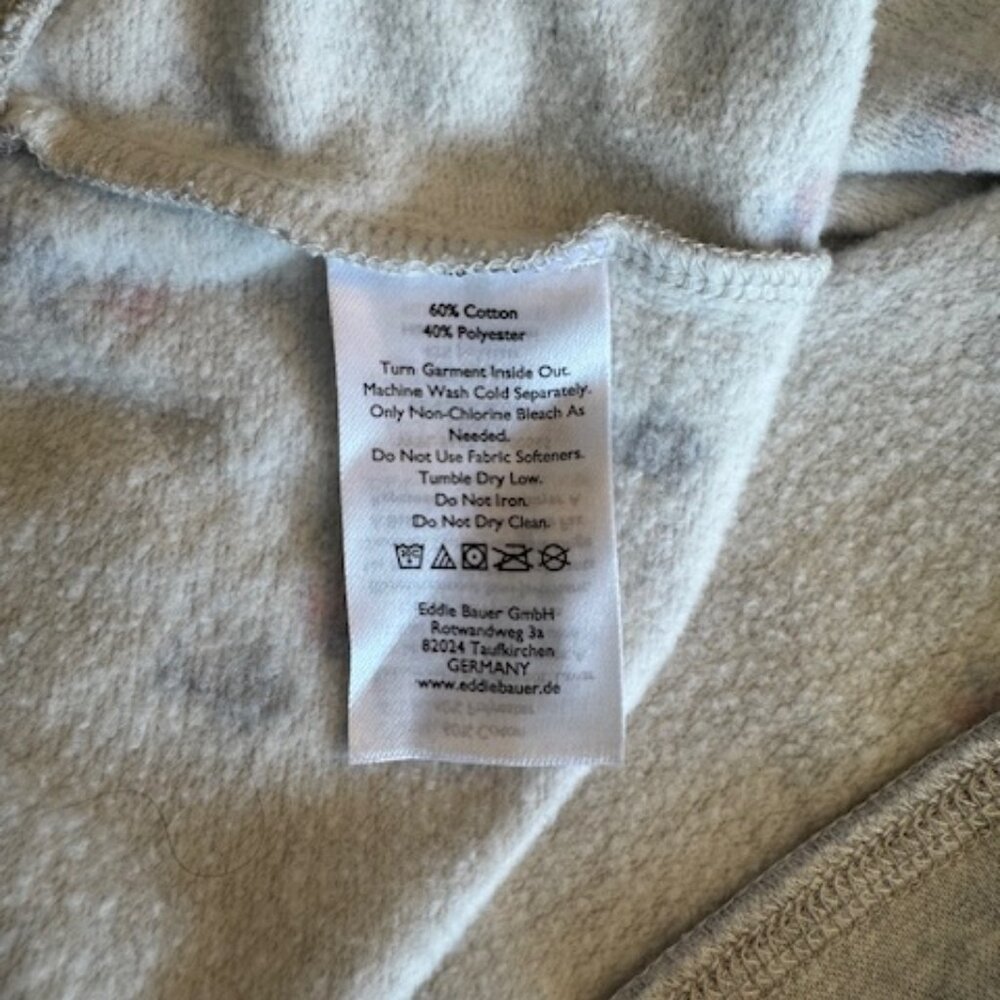 60% Cotton
40% Polyester
Turn Garment Inside Out.
Machine Wash Cold Separately.
Only Non-Chlorine Bleach As
Needed.
Do Not Use Fabric Softeners.
Tumble Dry Low.
Do Not Iron.
Do Not Dry Clean.
30C
Eddie Bauer GmbH
Rotwandweg 3a
82024 Taufkirchen
GERMANY
www.eddiebauer.de